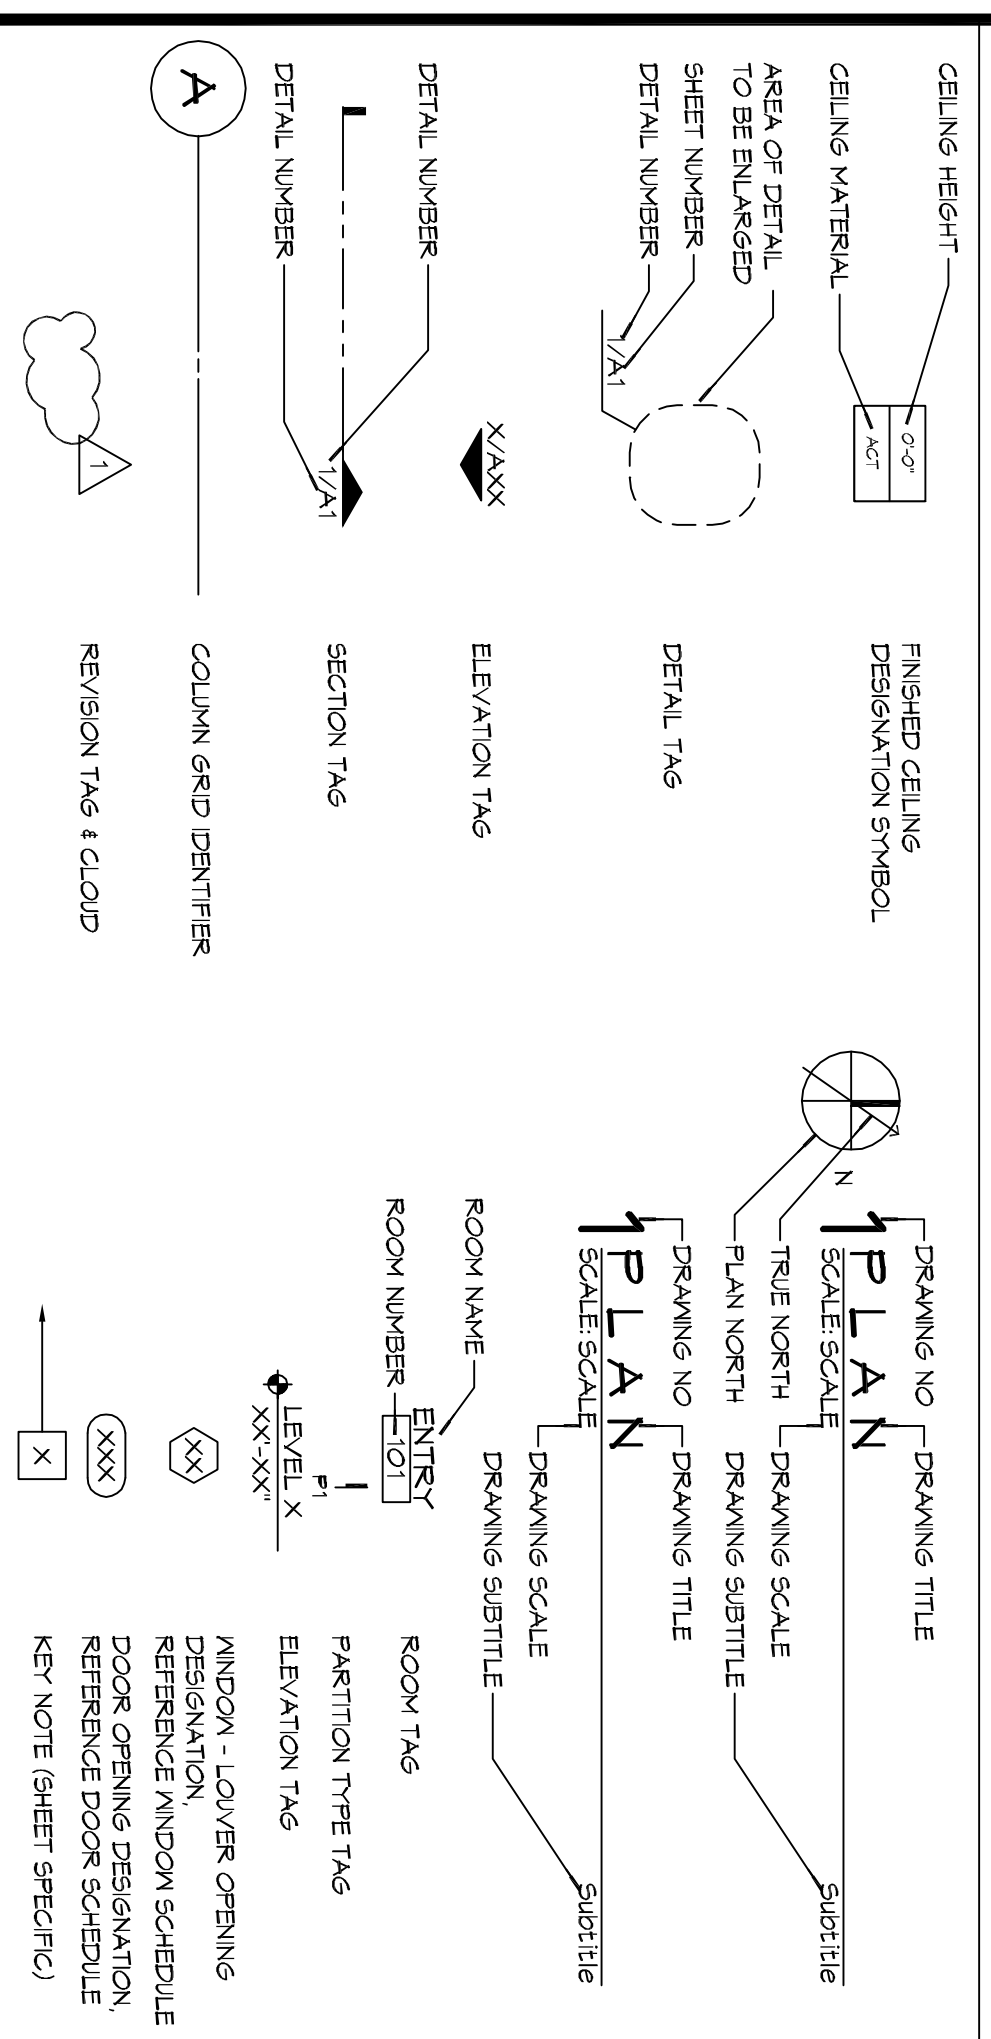 CEILING HEIGHT
CEILING MATERIAL
0'-0"
ACT
FINISHED CEILING
DESIGNATION SYMBOL
AREA OF DETAIL
TO BE ENLARGED
SHEET NUMBER
DETAIL NUMBER
1/A1
DETAIL TAG
X/AXX
ELEVATION TAG
DETAIL NUMBER
DETAIL NUMBER
1/A1
SECTION TAG
A
COLUMN GRID IDENTIFIER
1
REVISION TAG & CLOUD
DRAWING NO
DRAWING TITLE
1 PLAN
N
SCALE: SCALE
Subtitle
TRUE NORTH
DRAWING SCALE
PLAN NORTH
DRAWING SUBTITLE
DRAWING NO
DRAWING TITLE
1 PLAN
SCALE: SCALE
Subtitle
DRAWING SCALE
DRAWING SUBTITLE
ROOM NAME
ROOM NUMBER
ENTRY
101
ROOM TAG
P1
PARTITION TYPE TAG
LEVEL X
XX'-XX"
ELEVATION TAG
XX
WINDOW - LOUVER OPENING
DESIGNATION,
REFERENCE WINDOW SCHEDULE
XXX
DOOR OPENING DESIGNATION,
REFERENCE DOOR SCHEDULE
X
KEY NOTE (SHEET SPECIFIC)